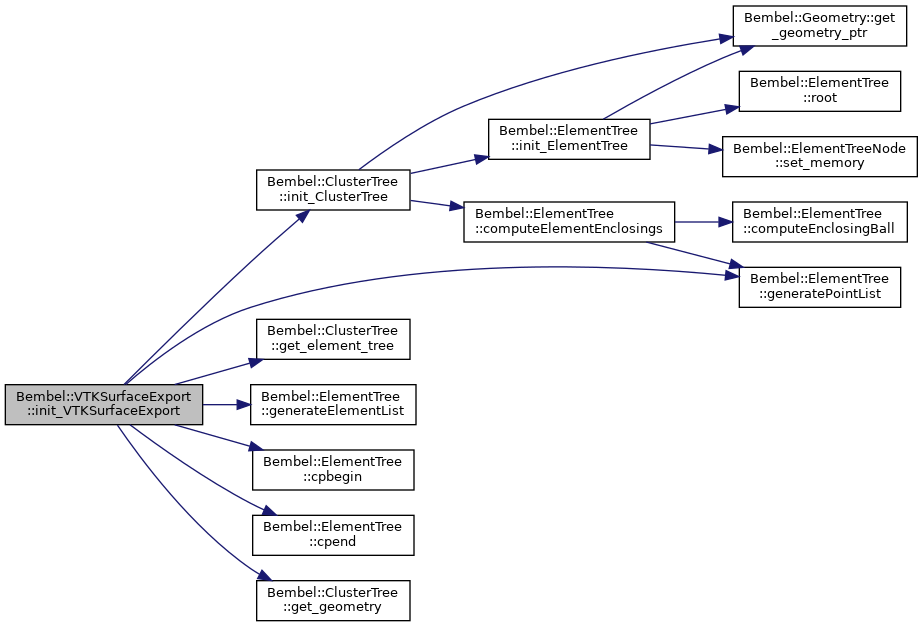 Bembel::VTKSurfaceExport
::init_VTKSurfaceExport
Bembel::ClusterTree
::init_ClusterTree
Bembel::ClusterTree
::get_element_tree
Bembel::ElementTree
::generateElementList
Bembel::ElementTree
::cpbegin
Bembel::ElementTree
::cpend
Bembel::ClusterTree
::get_geometry
Bembel::ElementTree
::init_ElementTree
Bembel::ElementTree
::computeElementEnclosings
Bembel::Geometry::get
_geometry_ptr
Bembel::ElementTree
::root
Bembel::ElementTreeNode
::set_memory
Bembel::ElementTree
::computeEnclosingBall
Bembel::ElementTree
::generatePointList